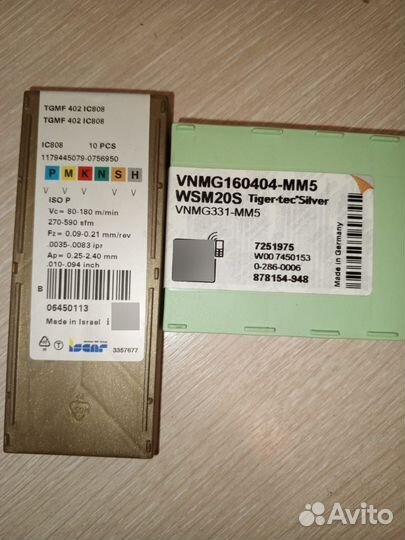 TGMF 402 IC808
TGMF 402 IC808
IC808 10 PCS
1179445079-0756950
P M K N S H
V V V V V
ISO P
Vc = 80-180 m/min
270-590 sfm
Fz = 0.09-0.21 mm/rev
.0035-.0083 ipr
Ap = 0.25-2.40 mm
.010-.094 inch
B
06450113
Made in Israel i
iscar
3357677
VNMG160404-MM5
WSM20S Tiger·tec®Silver
VNMG331-MM5
7251975
W00 7450153
0-286-0006
878154-948
Made in Germany
Avito